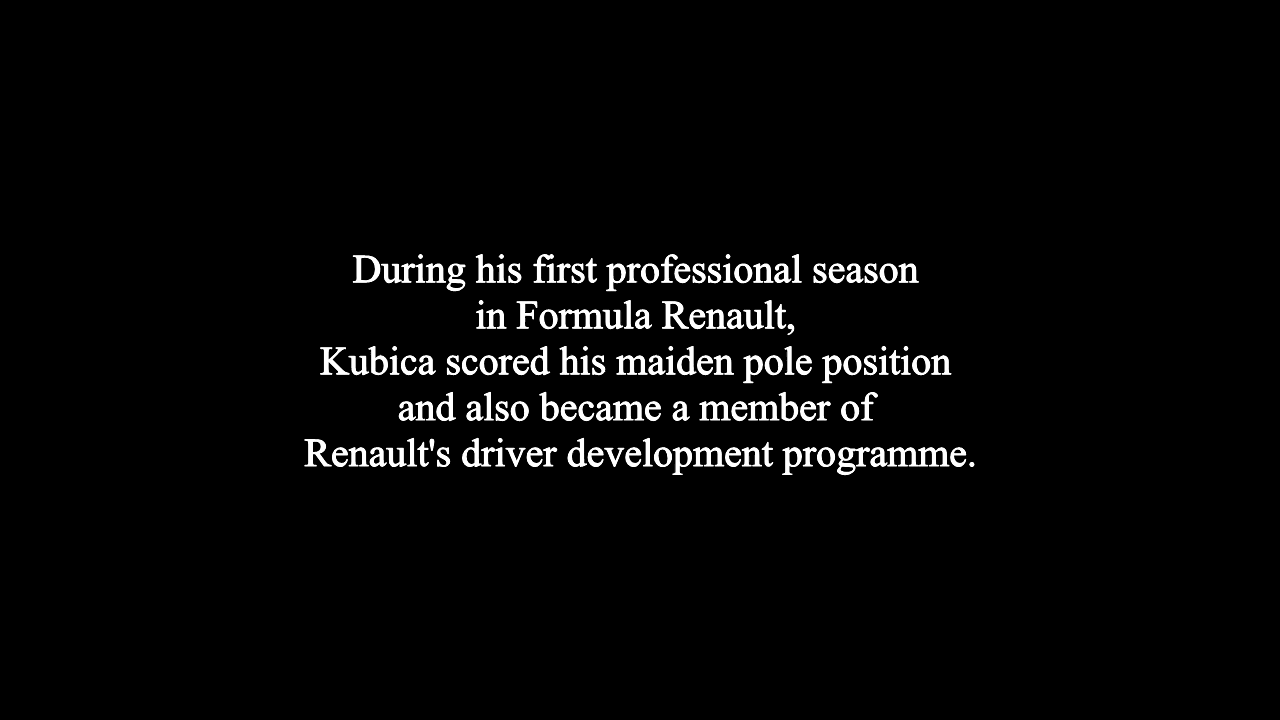 During his first professional season
in Formula Renault,
Kubica scored his maiden pole position
and also became a member of
Renault's driver development programme.